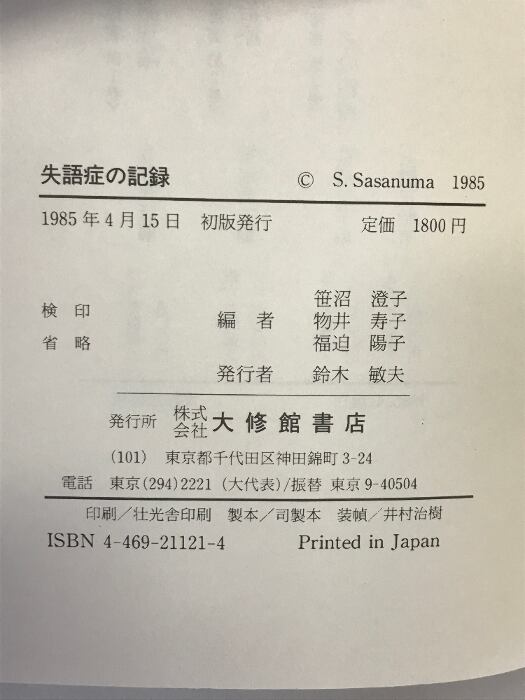 失語症の記録 © S. Sasanuma 1985
1985年4月15日 初版発行 定価 1800円
検印省略
編者 笹沼 澄子
物井 寿子
福迫 陽子
発行者 鈴木 敏夫
発行所 株式会社 大修館書店
(101) 東京都千代田区神田錦町 3-24
電話 東京(294)2221 (大代表)/振替 東京 9-40504
印刷/壮光舎印刷 製本/司製本 装幀/井村治樹
ISBN 4-469-21121-4 Printed in Japan